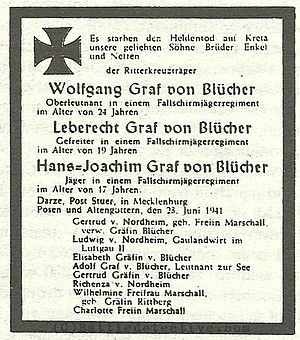 Es starben den Heldentod auf Kreta
unsere geliebten Söhne, Brüder, Enkel
und Neffen
der Ritterkreuzträger
Wolfgang Graf von Blücher
Oberleutnant in einem Fallschirmjägerregiment
im Alter von 24 Jahren
Leberecht Graf von Blücher
Gefreiter in einem Fallschirmjägerregiment
im Alter von 19 Jahren
Hans=Joachim Graf von Blücher
Jäger in einem Fallschirmjägerregiment
im Alter von 17 Jahren.
Darze, Post Stuer, in Mecklenburg
Posen und Altengottern, den 23. Juni 1941
Gertrud v. Nordheim, geb. Freiin Marschall,
verw. Gräfin Blücher
Ludwig v. Nordheim, Gaulandwirt im
II
Elisabeth Gräfin v. Blücher
Adolf Graf v. Blücher, Leutnant zur See
Gertrud Gräfin v. Blücher
Richenza v. Nordheim
Wilhelmine Freifrau Marschall,
geb. Gräfin Rittberg
Charlotte Freiin Marschall